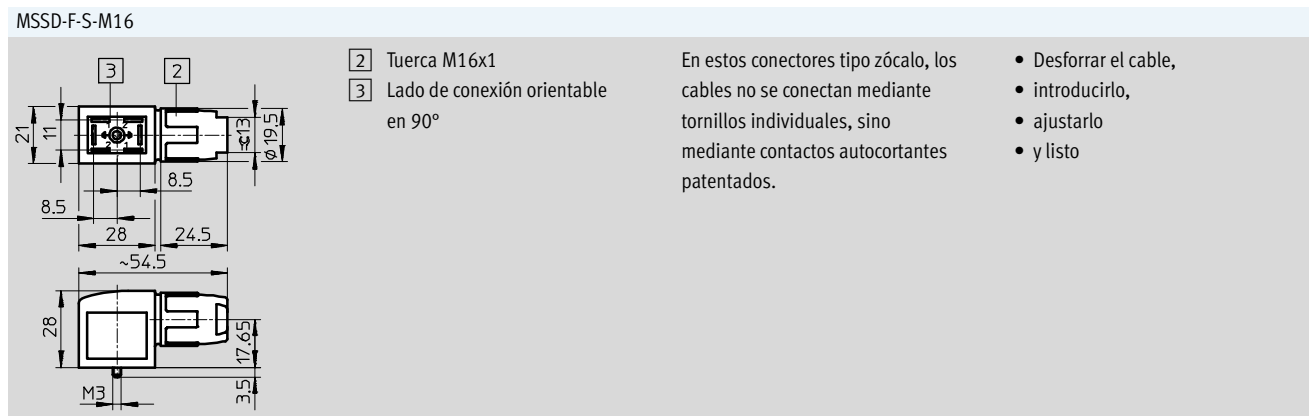 MSSD-F-S-M16
3
2
21
11
2
1
=13
ø19.5
8.5
8.5
28
24.5
~54.5
28
17.65
M3
3.5
2 Tuerca M16x1
3 Lado de conexión orientable
en 90°
En estos conectores tipo zócalo, los
cables no se conectan mediante
tornillos individuales, sino
mediante contactos autocortantes
patentados.
• Desforrar el cable,
• introducirlo,
• ajustarlo
• y listo